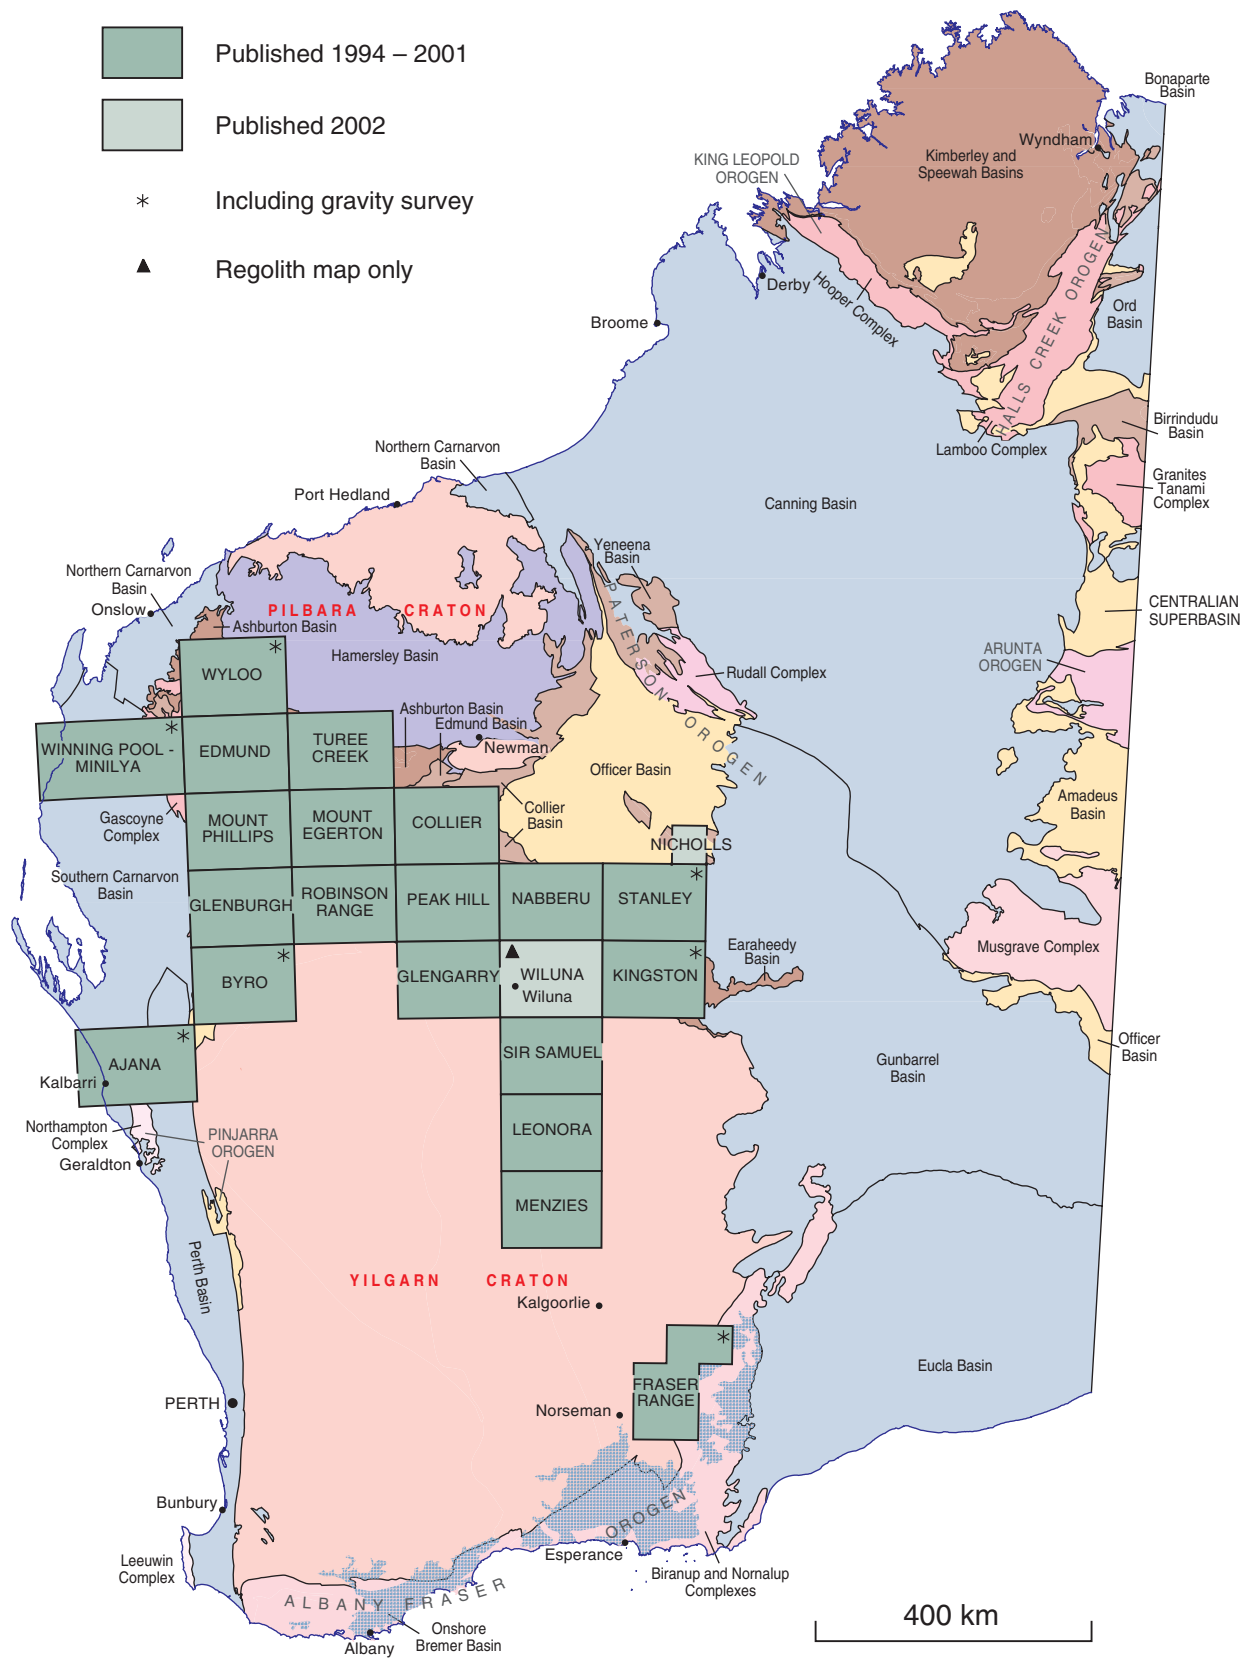 Published 1994 – 2001
Published 2002
* Including gravity survey
▲ Regolith map only
Bonaparte
Basin
Wyndham
Kimberley and
Speewah Basins
KING LEOPOLD
OROGEN
Derby
Hooper Complex
HALLS CREEK OROGEN
Ord
Basin
Broome
Birrindudu
Basin
Lamboo Complex
Granites
Tanami
Complex
Northern Carnarvon
Basin
Port Hedland
Canning Basin
Yeneena
Basin
Northern Carnarvon
Basin
Onslow
PILBARA CRATON
Ashburton Basin
Hamersley Basin
PATERSON OROGEN
CENTRALIAN
SUPERBASIN
ARUNTA
OROGEN
Rudall Complex
WYLOO
*
Ashburton Basin
Edmund Basin
Newman
WINNING POOL -
MINILYA
*
EDMUND
TUREE
CREEK
Officer Basin
Amadeus
Basin
Gascoyne
Complex
MOUNT
PHILLIPS
MOUNT
EGERTON
COLLIER
Collier
Basin
NICHOLLS
Southern Carnarvon
Basin
GLENBURGH
ROBINSON
RANGE
PEAK HILL
NABBERU
STANLEY
*
Musgrave Complex
Earaheedy
Basin
BYRO
*
GLENGARRY
▲
WILUNA
Wiluna
KINGSTON
*
Officer
Basin
AJANA
*
Kalbarri
SIR SAMUEL
Gunbarrel
Basin
Northampton
Complex
Geraldton
PINJARRA
OROGEN
LEONORA
MENZIES
Perth Basin
YILGARN CRATON
Kalgoorlie
*
FRASER
RANGE
Eucla Basin
PERTH
Norseman
Bunbury
Leeuwin
Complex
Esperance
ALBANY FRASER OROGEN
Biranup and Nornalup
Complexes
Onshore
Bremer Basin
Albany
400 km